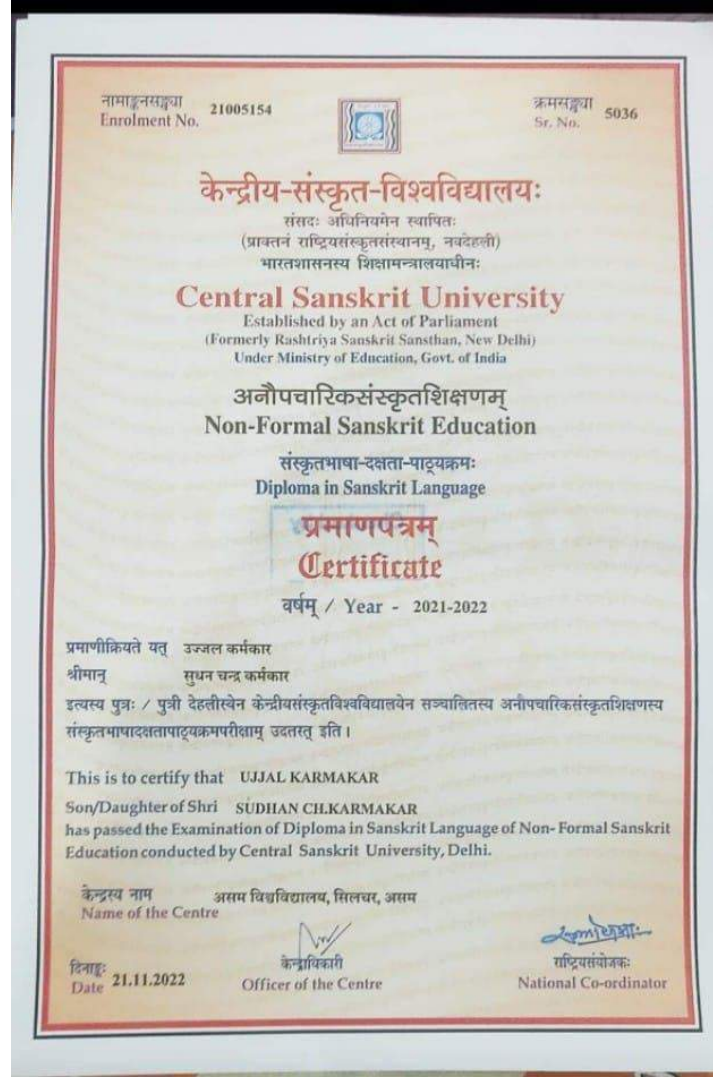 नामाङ्कनसङ्ख्या
Enrolment No. 21005154
क्रमसङ्ख्या
Sr. No. 5036
केन्द्रीय-संस्कृत-विश्वविद्यालयः
संसदः अधिनियमेन स्थापितः
(प्राक्तनं राष्ट्रियसंस्कृतसंस्थानम्, नवदेहली)
भारतशासनस्य शिक्षामन्त्रालयाधीनः
Central Sanskrit University
Established by an Act of Parliament
(Formerly Rashtriya Sanskrit Sansthan, New Delhi)
Under Ministry of Education, Govt. of India
अनौपचारिकसंस्कृतशिक्षणम्
Non-Formal Sanskrit Education
संस्कृतभाषा-दक्षता-पाठ्यक्रमः
Diploma in Sanskrit Language
प्रमाणपत्रम्
Certificate
वर्षम् / Year - 2021-2022
प्रमाणीक्रियते यत् उज्जल कर्मकार
श्रीमान् सुधन चन्द्र कर्मकार
इत्यस्य पुत्रः / पुत्री देहलीस्थेन केन्द्रीयसंस्कृतविश्वविद्यालयेन सञ्चालितस्य अनौपचारिकसंस्कृतशिक्षणस्य
संस्कृतभाषादक्षतापाठ्यक्रमपरीक्षाम् उदतरत् इति।
This is to certify that UJJAL KARMAKAR
Son/Daughter of Shri SUDHAN CH.KARMAKAR
has passed the Examination of Diploma in Sanskrit Language of Non- Formal Sanskrit
Education conducted by Central Sanskrit University, Delhi.
केन्द्रस्य नाम असम विश्वविद्यालय, सिलचर, असम
Name of the Centre
दिनाङ्कः
Date 21.11.2022
केन्द्राधिकारी
Officer of the Centre
राष्ट्रियसंयोजकः
National Co-ordinator